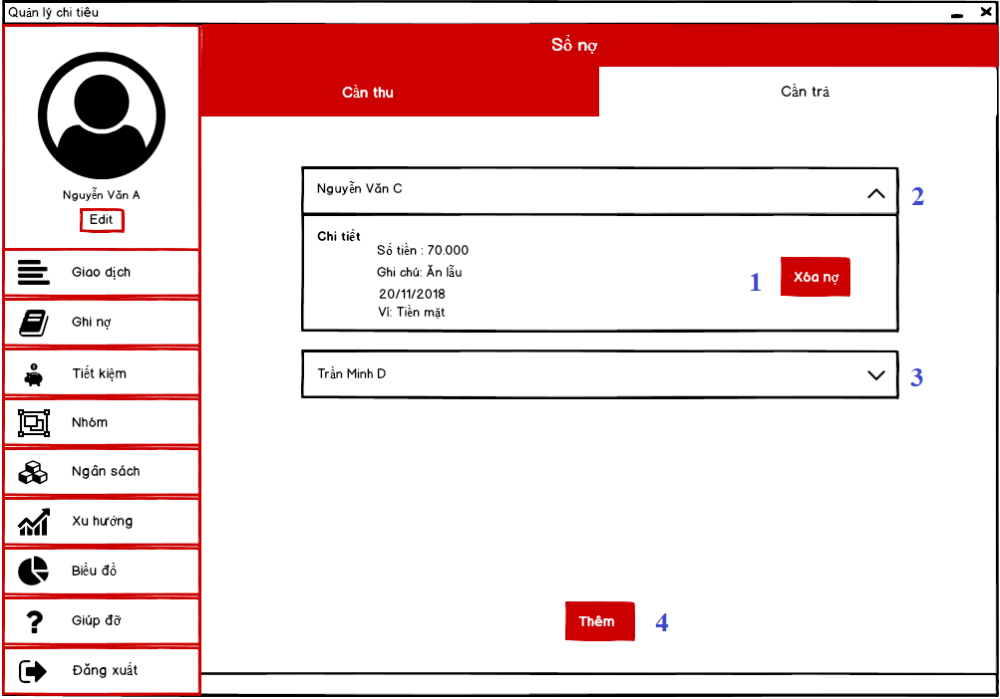 Quản lý chi tiêu
Nguyễn Văn A
Edit
Giao dịch
Ghi nợ
Tiết kiệm
Nhóm
Ngân sách
Xu hướng
Biểu đồ
?
Giúp đỡ
Đăng xuất
Sổ nợ
Cần thu
Cần trả
Nguyễn Văn C
2
Chi tiết
Số tiền : 70.000
Ghi chú: Ăn lẩu
20/11/2018
Ví: Tiền mặt
1
Xóa nợ
Trần Minh D
3
Thêm
4